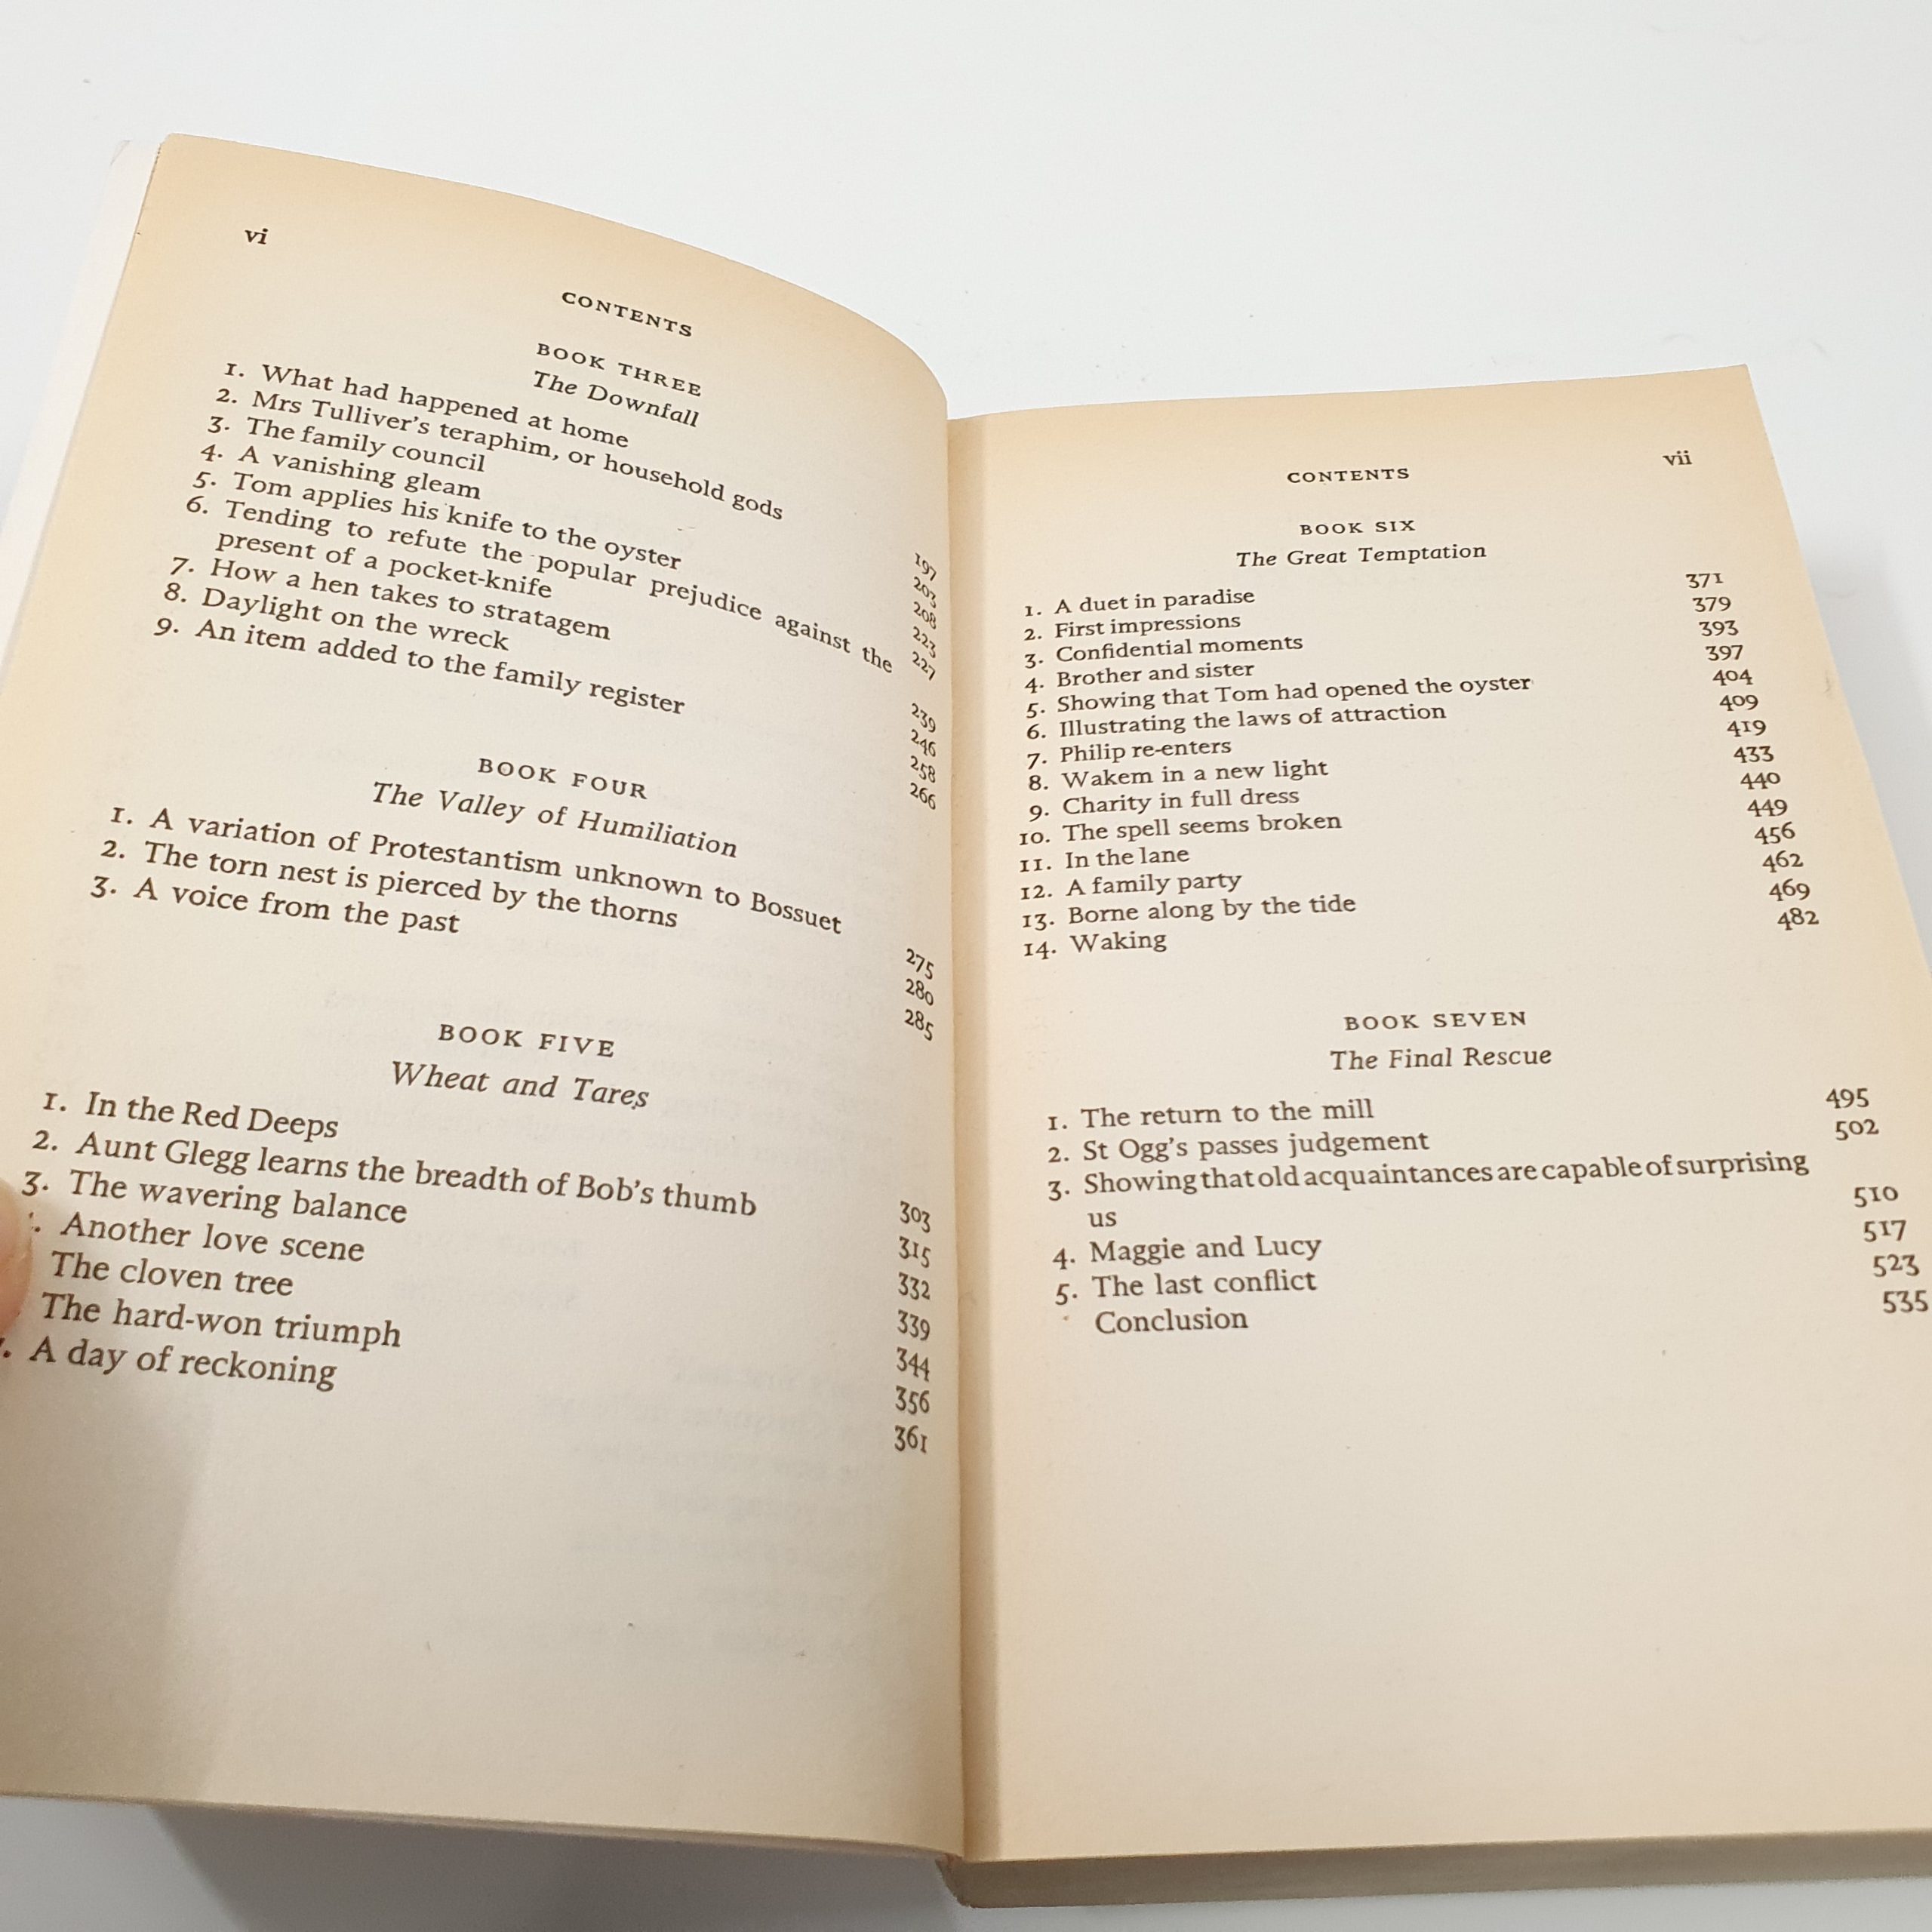 vi
CONTENTS
BOOK THREE
The Downfall
1. What had happened at home 197
2. Mrs Tulliver's teraphim, or household gods 203
3. The family council 208
4. A vanishing gleam 223
5. Tom applies his knife to the oyster 227
6. Tending to refute the popular prejudice against the
present of a pocket-knife 239
7. How a hen takes to stratagem 246
8. Daylight on the wreck 258
9. An item added to the family register 266
BOOK FOUR
The Valley of Humiliation
1. A variation of Protestantism unknown to Bossuet 275
2. The torn nest is pierced by the thorns 280
3. A voice from the past 285
BOOK FIVE
Wheat and Tares
1. In the Red Deeps 303
2. Aunt Glegg learns the breadth of Bob's thumb 315
3. The wavering balance 332
. Another love scene 339
The cloven tree 344
The hard-won triumph 356
. A day of reckoning 361
vii
CONTENTS
BOOK SIX
The Great Temptation
1. A duet in paradise 371
2. First impressions 379
3. Confidential moments 393
4. Brother and sister 397
5. Showing that Tom had opened the oyster 404
6. Illustrating the laws of attraction 409
7. Philip re-enters 419
8. Wakem in a new light 433
9. Charity in full dress 440
10. The spell seems broken 449
11. In the lane 456
12. A family party 462
13. Borne along by the tide 469
14. Waking 482
BOOK SEVEN
The Final Rescue
1. The return to the mill 495
2. St Ogg's passes judgement 502
3. Showing that old acquaintances are capable of surprising
us 510
4. Maggie and Lucy 517
5. The last conflict 523
Conclusion 535